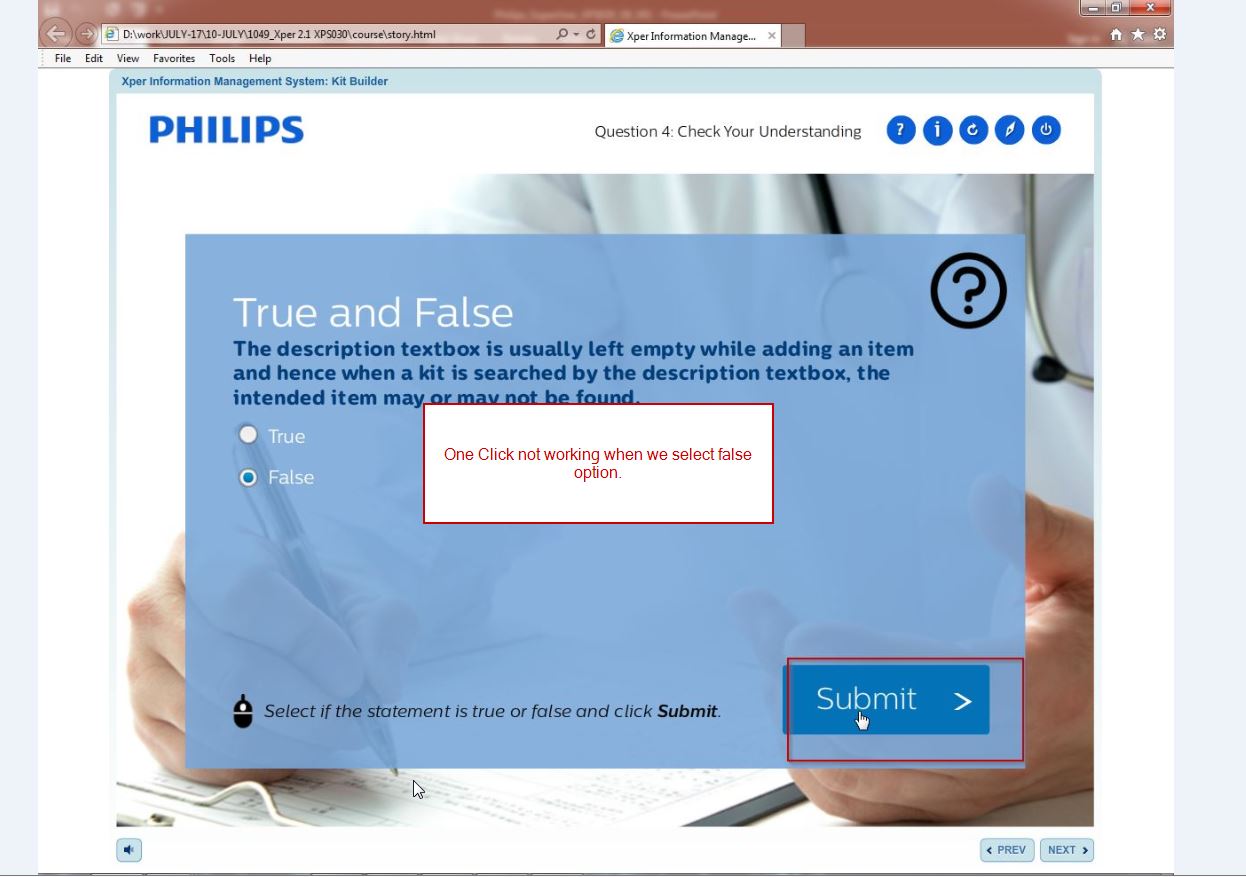 D:\work\JULY-17\10-JULY\1049_Xper 2.1 XPS030\course\story.html
Xper Information Manage...
File Edit View Favorites Tools Help
Xper Information Management System: Kit Builder
PHILIPS
Question 4: Check Your Understanding
True and False
The description textbox is usually left empty while adding an item
and hence when a kit is searched by the description textbox, the
intended item may or may not be found.
True
False
One Click not working when we select false
option.
Select if the statement is true or false and click Submit.
Submit >
PREV
NEXT